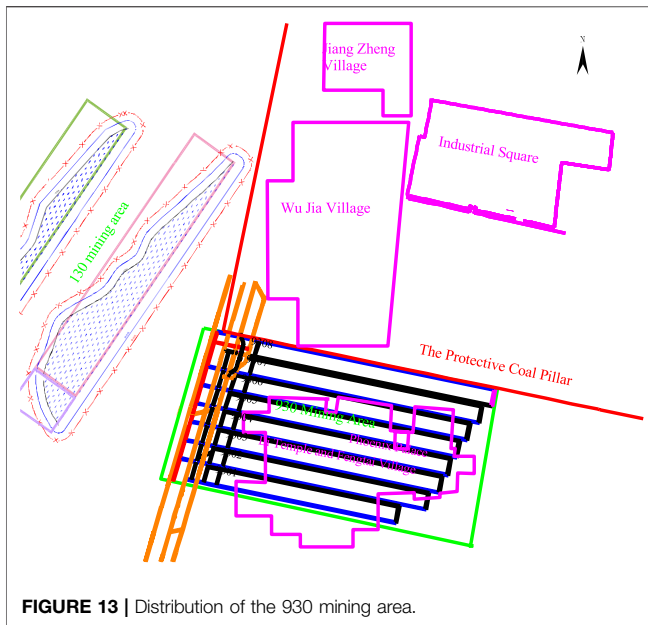 N
Jiang Zheng
Village
Industrial Square
Wu Jia Village
130 mining area
The Protective Coal Pillar
930 Mining Area
Phoenix Palace
Temple and Fengtai Village
FIGURE 13 | Distribution of the 930 mining area.